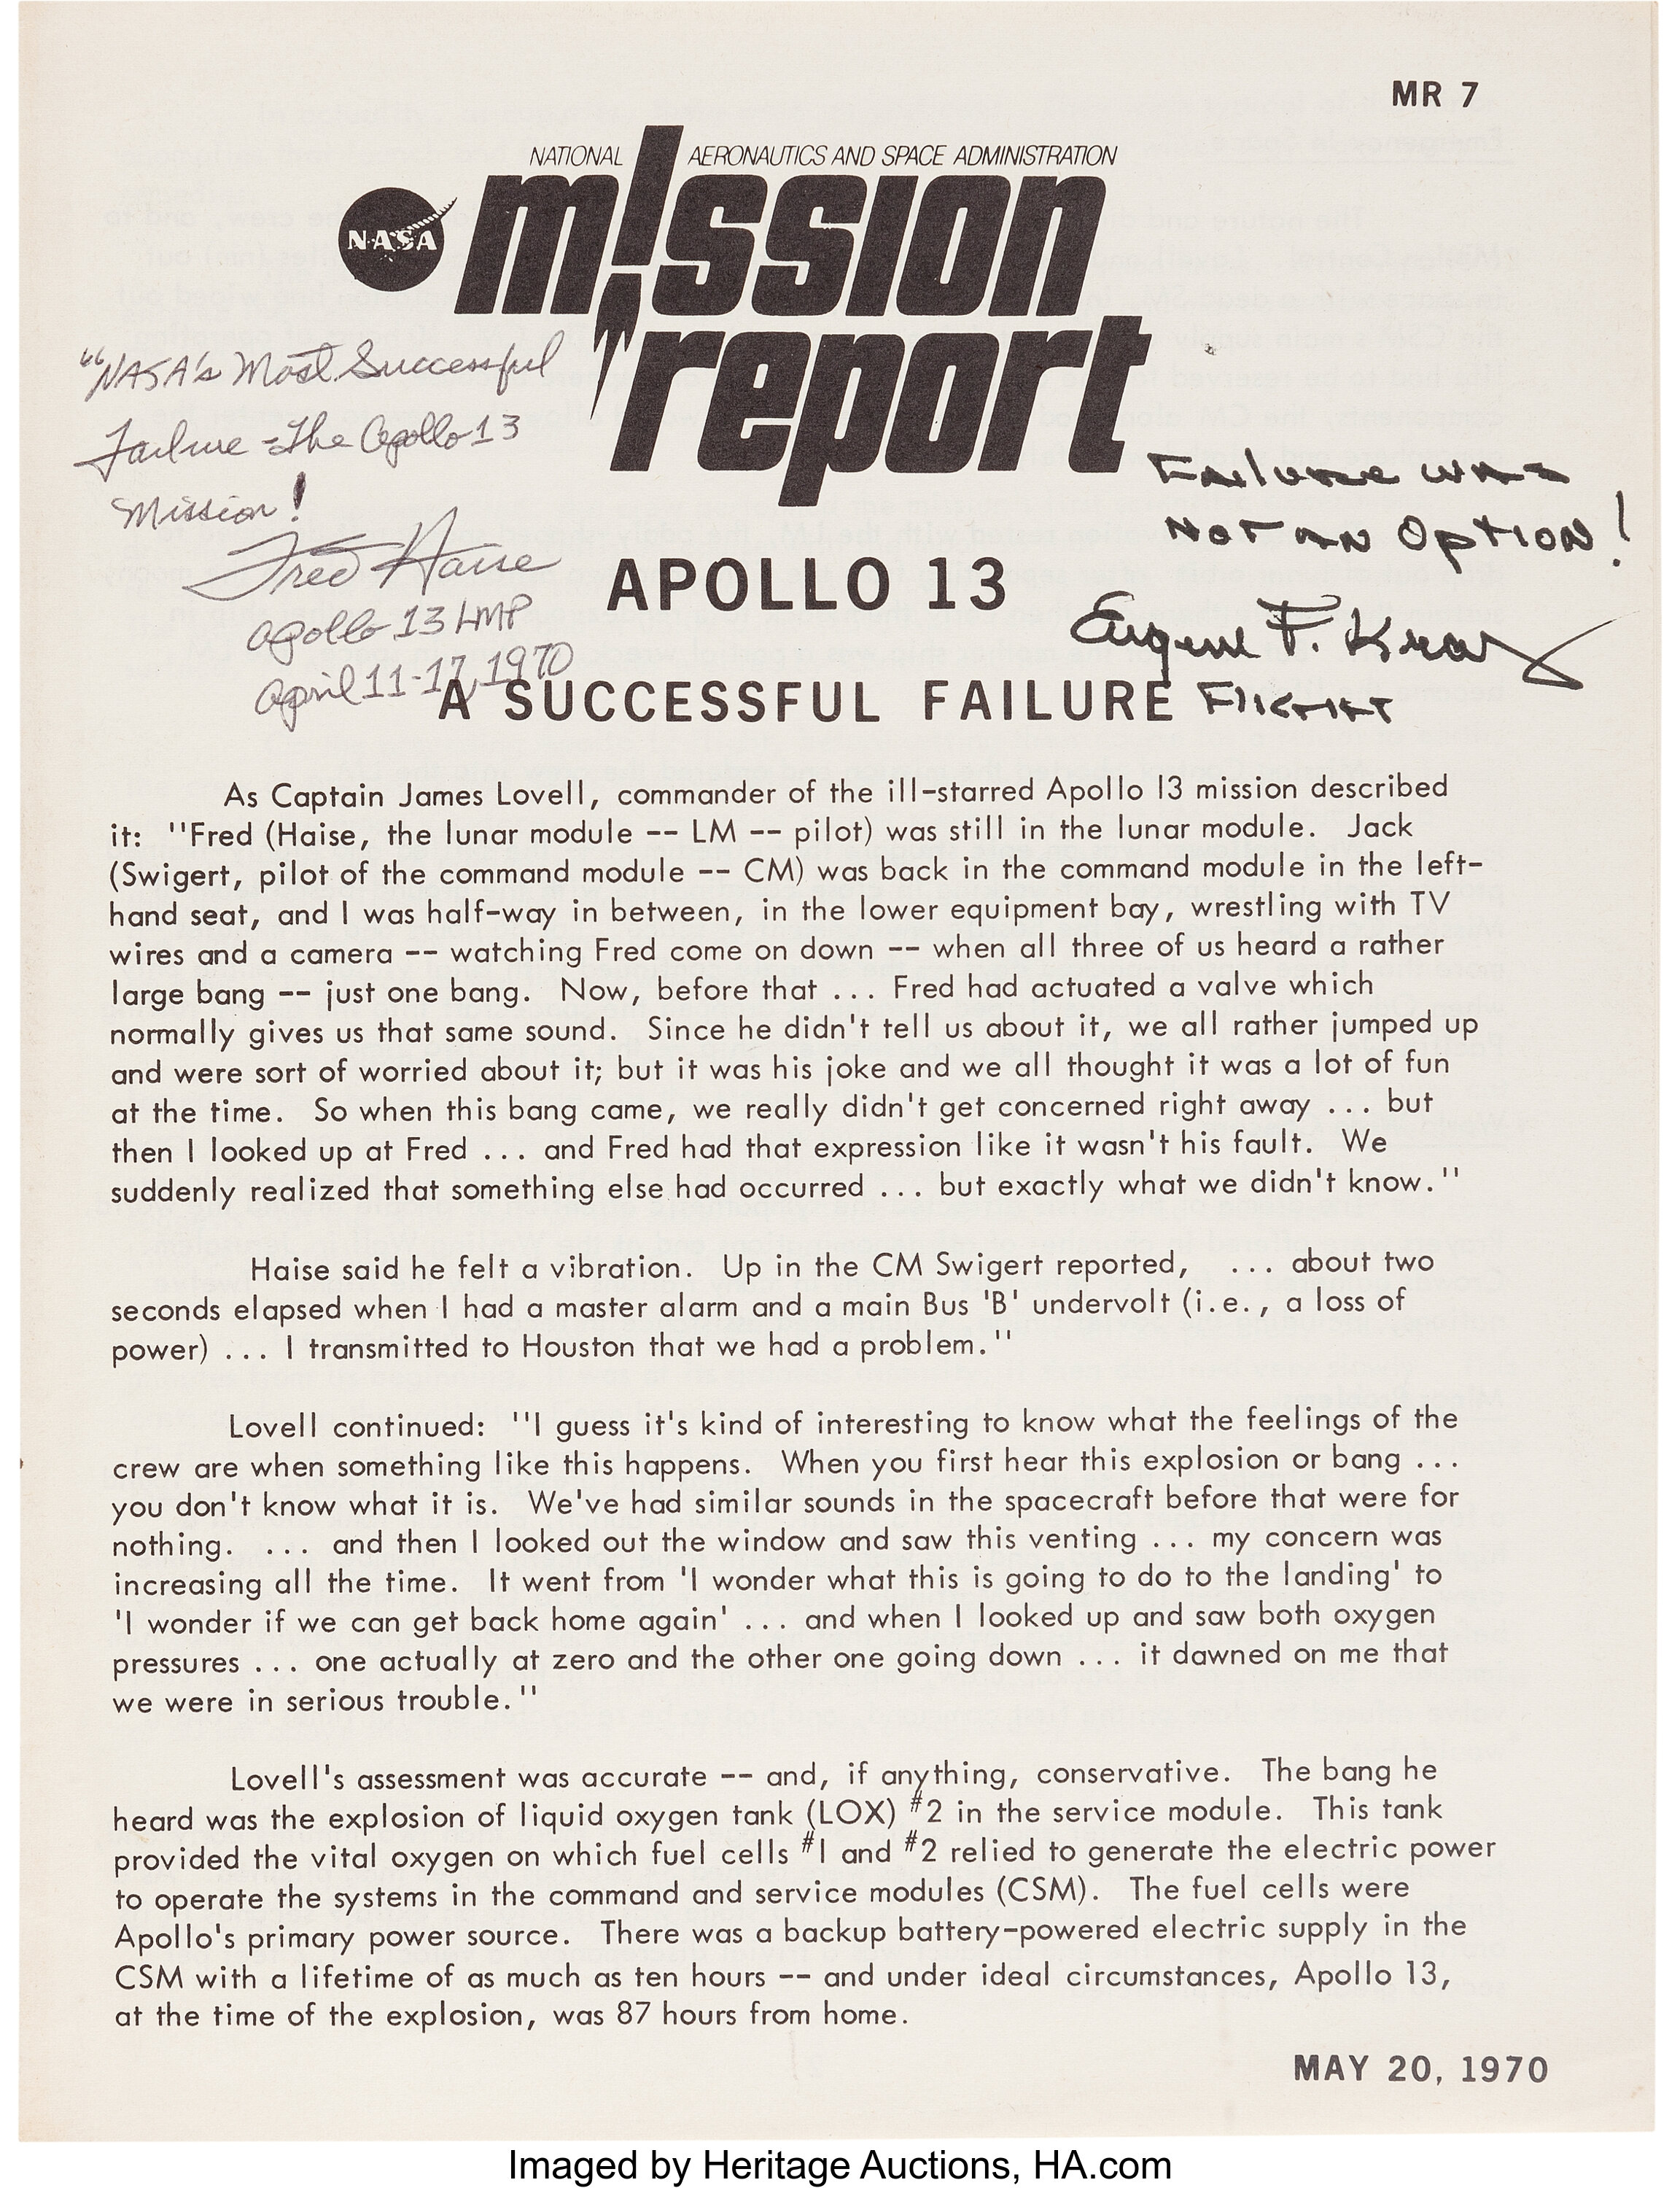 MR 7
NATIONAL AERONAUTICS AND SPACE ADMINISTRATION
NASA
mission
report
"NASA's Most Successful
Failure - The Apollo 13
Mission!
Fred Haise
Apollo 13 LMP
April 11-17, 1970
Failure was
not an Option!
Eugene F. Kranz
Flight
APOLLO 13
A SUCCESSFUL FAILURE
As Captain James Lovell, commander of the ill-starred Apollo 13 mission described
it: "Fred (Haise, the lunar module -- LM -- pilot) was still in the lunar module. Jack
(Swigert, pilot of the command module -- CM) was back in the command module in the left-
hand seat, and I was half-way in between, in the lower equipment bay, wrestling with TV
wires and a camera -- watching Fred come on down -- when all three of us heard a rather
large bang -- just one bang. Now, before that ... Fred had actuated a valve which
normally gives us that same sound. Since he didn't tell us about it, we all rather jumped up
and were sort of worried about it; but it was his joke and we all thought it was a lot of fun
at the time. So when this bang came, we really didn't get concerned right away ... but
then I looked up at Fred ... and Fred had that expression like it wasn't his fault. We
suddenly realized that something else had occurred ... but exactly what we didn't know."
Haise said he felt a vibration. Up in the CM Swigert reported, ... about two
seconds elapsed when I had a master alarm and a main Bus 'B' undervolt (i.e., a loss of
power) ... I transmitted to Houston that we had a problem."
Lovell continued: "I guess it's kind of interesting to know what the feelings of the
crew are when something like this happens. When you first hear this explosion or bang ...
you don't know what it is. We've had similar sounds in the spacecraft before that were for
nothing. ... and then I looked out the window and saw this venting ... my concern was
increasing all the time. It went from 'I wonder what this is going to do to the landing' to
'I wonder if we can get back home again' ... and when I looked up and saw both oxygen
pressures ... one actually at zero and the other one going down ... it dawned on me that
we were in serious trouble."
Lovell's assessment was accurate -- and, if anything, conservative. The bang he
heard was the explosion of liquid oxygen tank (LOX) #2 in the service module. This tank
provided the vital oxygen on which fuel cells #1 and #2 relied to generate the electric power
to operate the systems in the command and service modules (CSM). The fuel cells were
Apollo's primary power source. There was a backup battery-powered electric supply in the
CSM with a lifetime of as much as ten hours -- and under ideal circumstances, Apollo 13,
at the time of the explosion, was 87 hours from home.
MAY 20, 1970
Imaged by Heritage Auctions, HA.com